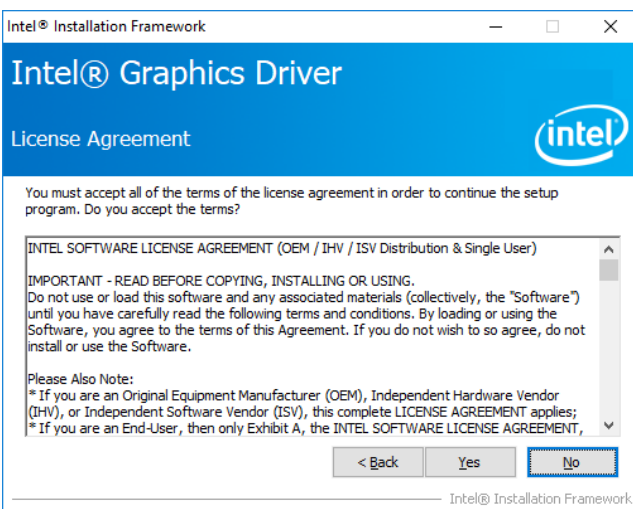 Intel® Installation Framework
Intel® Graphics Driver
License Agreement
intel
You must accept all of the terms of the license agreement in order to continue the setup
program. Do you accept the terms?
INTEL SOFTWARE LICENSE AGREEMENT (OEM / IHV / ISV Distribution & Single User)
IMPORTANT - READ BEFORE COPYING, INSTALLING OR USING.
Do not use or load this software and any associated materials (collectively, the "Software")
until you have carefully read the following terms and conditions. By loading or using the
Software, you agree to the terms of this Agreement. If you do not wish to so agree, do not
install or use the Software.
Please Also Note:
* If you are an Original Equipment Manufacturer (OEM), Independent Hardware Vendor
(IHV), or Independent Software Vendor (ISV), this complete LICENSE AGREEMENT applies;
* If you are an End-User, then only Exhibit A, the INTEL SOFTWARE LICENSE AGREEMENT,
< Back Yes No
Intel® Installation Framework